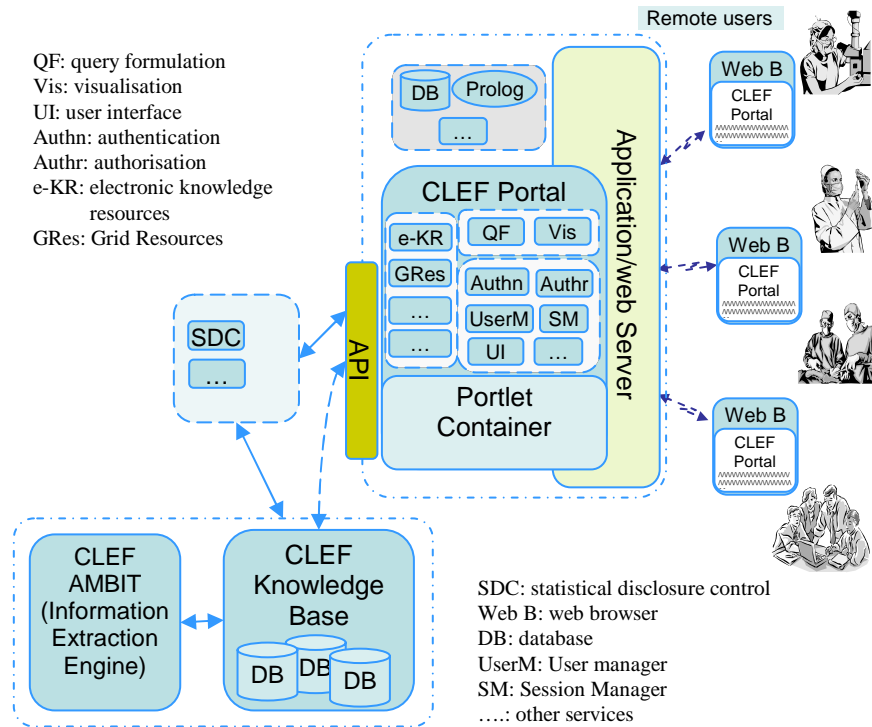 Remote users
QF: query formulation
Vis: visualisation
UI: user interface
Authn: authentication
Authr: authorisation
e-KR: electronic knowledge
resources
GRes: Grid Resources
DB
Prolog
...
Application/web Server
CLEF Portal
e-KR
GRes
...
...
QF
Vis
Authn
Authr
UserM
SM
UI
...
Portlet
Container
API
SDC
...
Web B
CLEF
Portal
Web B
CLEF
Portal
Web B
CLEF
Portal
CLEF
AMBIT
(Information
Extraction
Engine)
CLEF
Knowledge
Base
DB
DB
DB
SDC: statistical disclosure control
Web B: web browser
DB: database
UserM: User manager
SM: Session Manager
….: other services